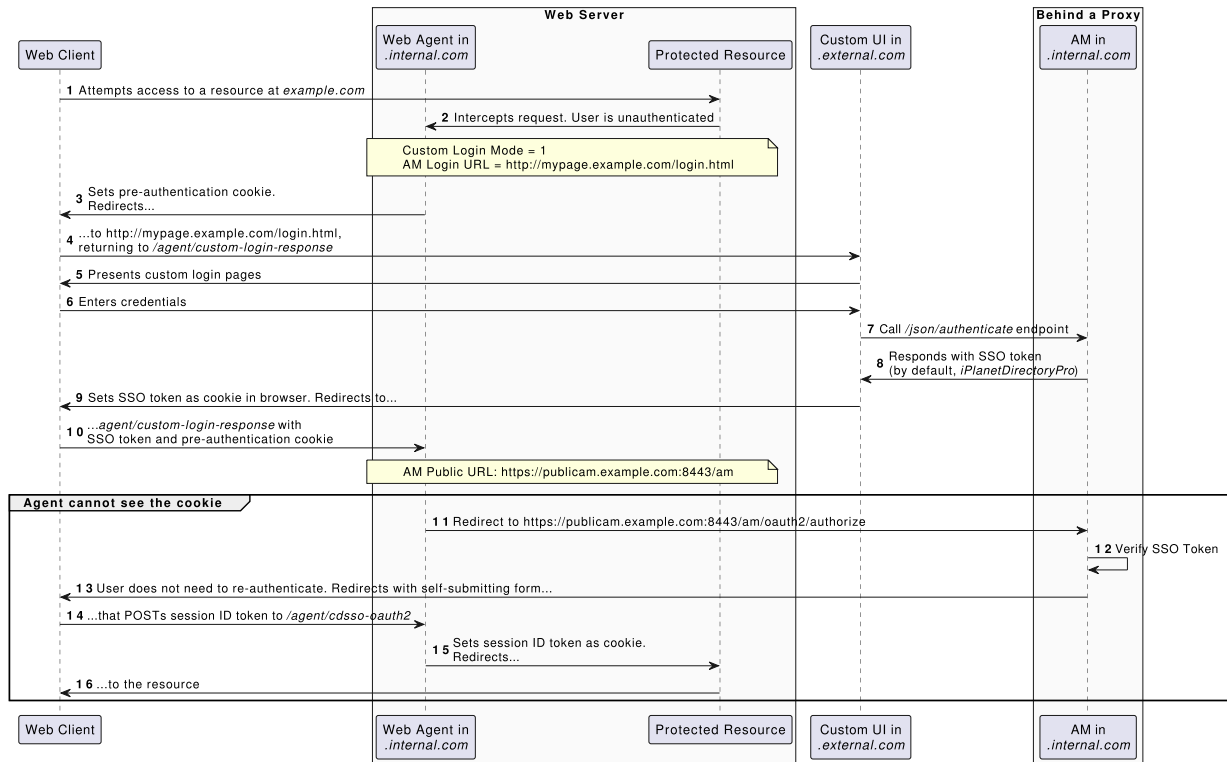 Web Server
Behind a Proxy
Web Client
Web Agent in
.internal.com
Protected Resource
Custom UI in
.external.com
AM in
.internal.com
1 Attempts access to a resource at example.com
2 Intercepts request. User is unauthenticated
Custom Login Mode = 1
AM Login URL = http://mypage.example.com/login.html
3 Sets pre-authentication cookie.
Redirects...
4 ...to http://mypage.example.com/login.html,
returning to /agent/custom-login-response
5 Presents custom login pages
6 Enters credentials
7 Call /json/authenticate endpoint
8 Responds with SSO token
(by default, iPlanetDirectoryPro)
9 Sets SSO token as cookie in browser. Redirects to...
10 ...agent/custom-login-response with
SSO token and pre-authentication cookie
AM Public URL: https://publicam.example.com:8443/am
Agent cannot see the cookie
11 Redirect to https://publicam.example.com:8443/am/oauth2/authorize
12 Verify SSO Token
13 User does not need to re-authenticate. Redirects with self-submitting form...
14 ...that POSTs session ID token to /agent/cdsso-oauth2
15 Sets session ID token as cookie.
Redirects...
16 ...to the resource
Web Client
Web Agent in
.internal.com
Protected Resource
Custom UI in
.external.com
AM in
.internal.com